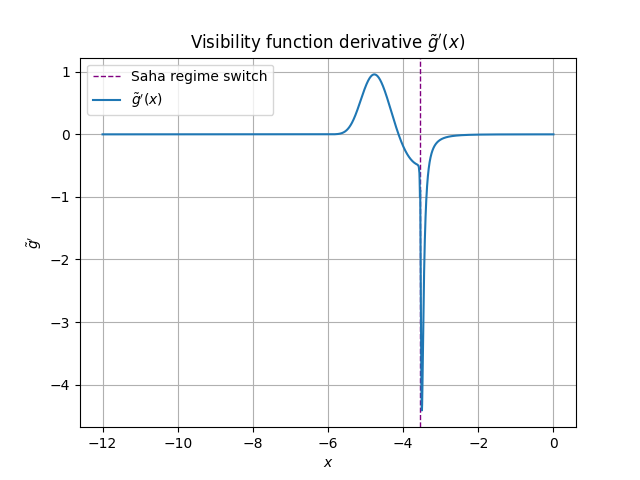 Visibility function derivative g̃′(x)
Saha regime switch
g̃′(x)
1
0
−1
−2
−3
−4
g̃′
−12
−10
−8
−6
−4
−2
0
x